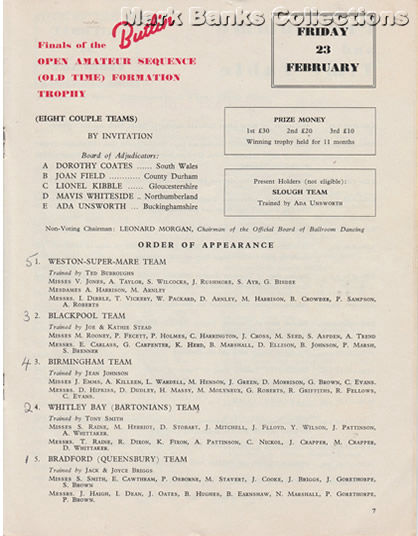 Mark Banks Collections
Finals of the Butlin
OPEN AMATEUR SEQUENCE
(OLD TIME) FORMATION
TROPHY
FRIDAY
23
FEBRUARY
(EIGHT COUPLE TEAMS)
BY INVITATION
Board of Adjudicators:
A DOROTHY COATES ...... South Wales
B JOAN FIELD ............ County Durham
C LIONEL KIBBLE ...... Gloucestershire
D MAVIS WHITESIDE .. Northumberland
E ADA UNSWORTH ... Buckinghamshire
PRIZE MONEY
1st £30 2nd £20 3rd £10
Winning trophy held for 11 months
Present Holders (not eligible):
SLOUGH TEAM
Trained by ADA UNSWORTH
Non-Voting Chairman: LEONARD MORGAN, Chairman of the Official Board of Ballroom Dancing
ORDER OF APPEARANCE
5 1. WESTON-SUPER-MARE TEAM
Trained by TED BURROUGHS
MISSES V. JONES, A. TAYLOR, S. WILCOCKS, J. RUSHMORE, S. AYR, G. BISDEE
MESDAMES A. HARRISON, M. ARNLEY
MESSRS. I. DIBBLE, T. VICKERY, W. PACKARD, D. ARNLEY, M. HARRISON, B. CROWDER, P. SAMPSON,
A. ROBERTS
3 2. BLACKPOOL TEAM
Trained by JOE & KATHIE STEAD
MISSES M. ROONEY, P. FECETT, P. HOLMES, C. HARRINGTON, J. CROSS, M. SEED, S. ASPDEN, A. TREND
MESSRS. E. CARLASS, G. CARPENTER, K. HERD, B. MARSHALL, D. ELLISON, B. JOHNSON, P. MARSH,
S. BRENNER
4 3. BIRMINGHAM TEAM
Trained by JEAN JOHNSON
MISSES J. EMMS, A. KILLEEN, L. WARDELL, M. HENSON, J. GREEN, D. MORRISON, G. BROWN, C. EVANS.
MESSRS. D. HIPKISS, D. DUDLEY, H. MASSY, M. MOLYNEUX, G. ROBERTS, R. GRIFFITHS, R. FELLOWS,
C. EVANS.
2 4. WHITLEY BAY (BARTONIANS) TEAM
Trained by TONY SMITH
MISSES S. RAINE, M. HERRIOT, D. STOBART, J. MITCHELL, J. FLLOYD, Y. WILSON, J. PATTINSON,
A. WHITTAKER.
MESSRS. T. RAINE, R. DIXON, K. FIXON, A. PATTINSON, C. NICKOL, J. CRAPPER, M. CRAPPER,
D. WHITTAKER.
1 5. BRADFORD (QUEENSBURY) TEAM
Trained by JACK & JOYCE BRIGGS
MISSES S. SMITH, E. CAWTHRAM, P. OSBORNE, M. STAVERT, J. COOKE, J. BRIGGS, J. GORETHORPE,
S. BROWN
MESSRS. J. HAIGH, I. DEAN, J. OATES, B. HUGHES, B. EARNSHAW, N. MARSHALL, P. GORETHORPE,
P. BROWN.
7